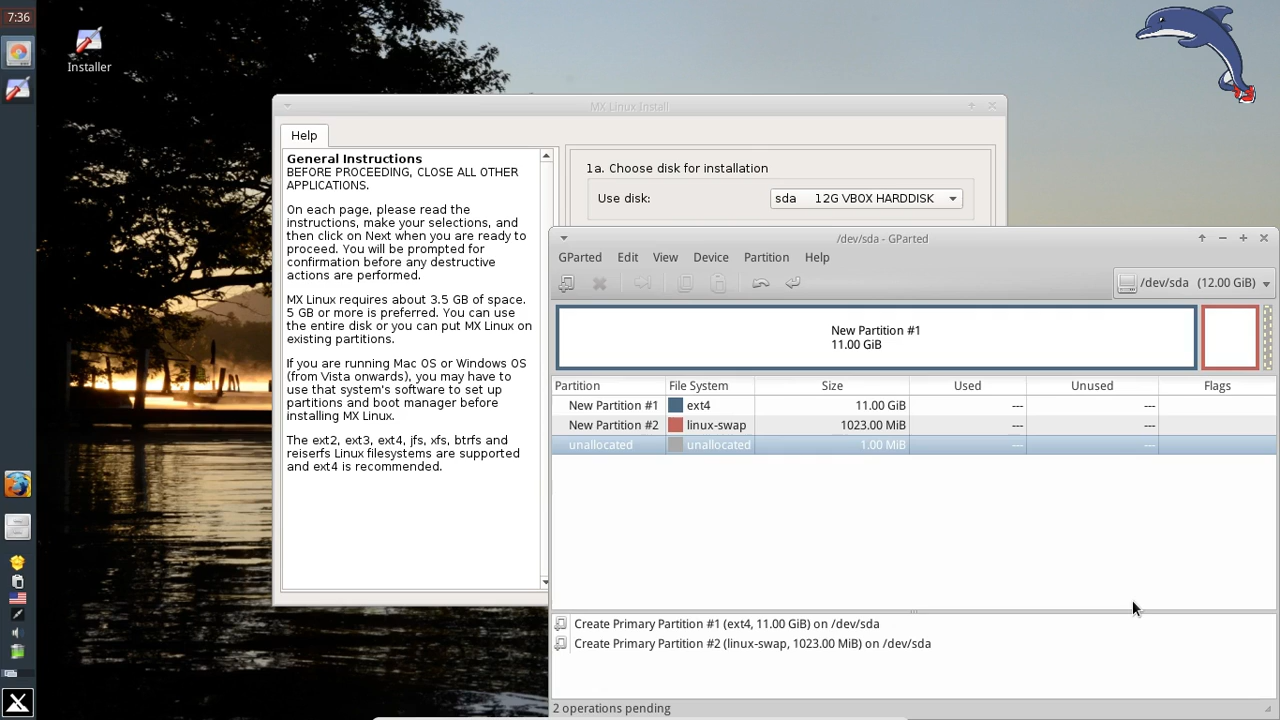 7:36
Installer
MX Linux Install
Help
General Instructions
BEFORE PROCEEDING, CLOSE ALL OTHER
APPLICATIONS.
On each page, please read the
instructions, make your selections, and
then click on Next when you are ready to
proceed. You will be prompted for
confirmation before any destructive
actions are performed.
MX Linux requires about 3.5 GB of space.
5 GB or more is preferred. You can use
the entire disk or you can put MX Linux on
existing partitions.
If you are running Mac OS or Windows OS
(from Vista onwards), you may have to
use that system's software to set up
partitions and boot manager before
installing MX Linux.
The ext2, ext3, ext4, jfs, xfs, btrfs and
reiserfs Linux filesystems are supported
and ext4 is recommended.
1a. Choose disk for installation
Use disk: sda 12G VBOX HARDDISK
/dev/sda - GParted
GParted Edit View Device Partition Help
/dev/sda (12.00 GiB)
New Partition #1
11.00 GiB
Partition File System Size Used Unused Flags
New Partition #1 ext4 11.00 GiB --- ---
New Partition #2 linux-swap 1023.00 MiB --- ---
unallocated unallocated 1.00 MiB --- ---
Create Primary Partition #1 (ext4, 11.00 GiB) on /dev/sda
Create Primary Partition #2 (linux-swap, 1023.00 MiB) on /dev/sda
2 operations pending